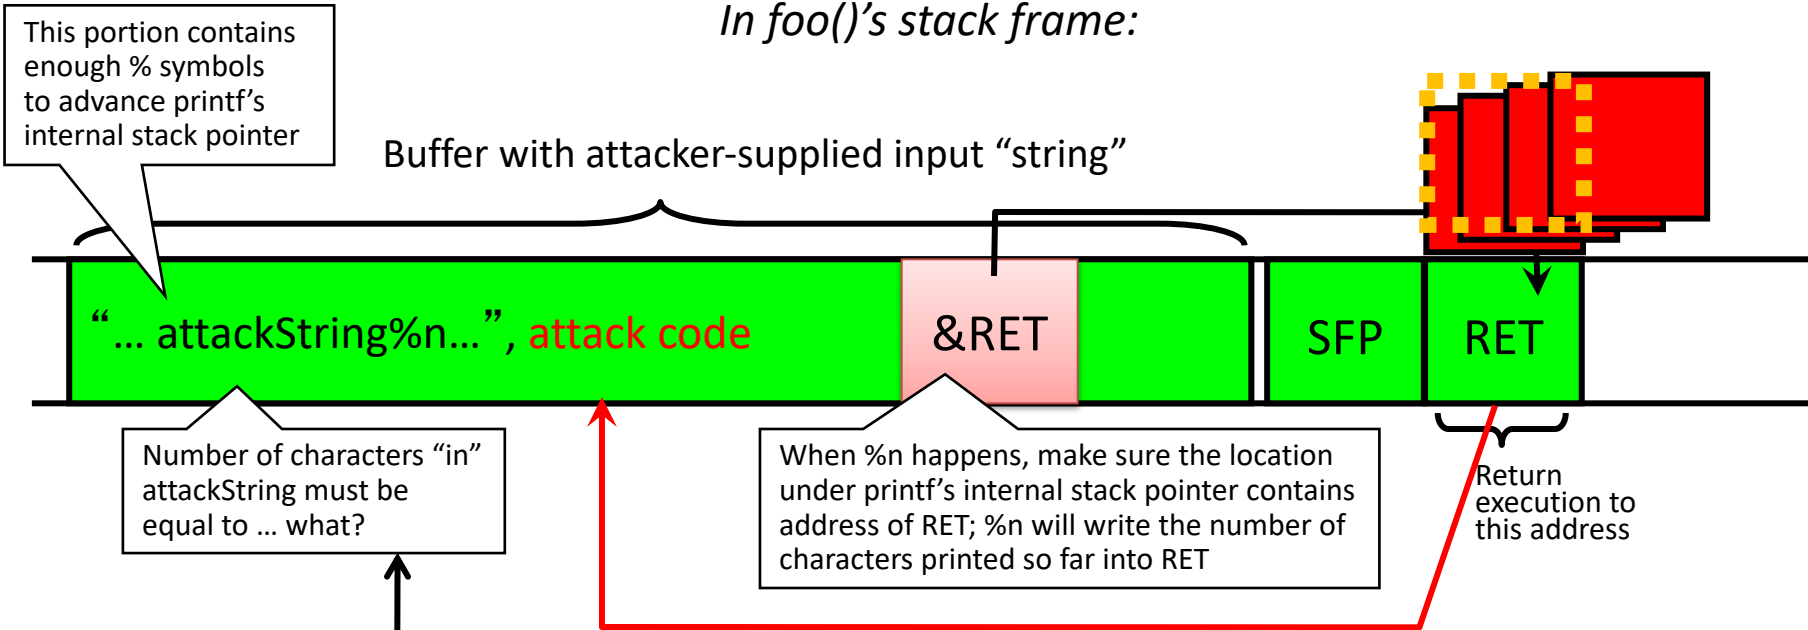 In foo()’s stack frame:
This portion contains
enough % symbols
to advance printf’s
internal stack pointer
Buffer with attacker-supplied input “string”
“... attackString%n...”, attack code
&RET
SFP
RET
Number of characters “in”
attackString must be
equal to ... what?
When %n happens, make sure the location
under printf’s internal stack pointer contains
address of RET; %n will write the number of
characters printed so far into RET
Return
execution to
this address